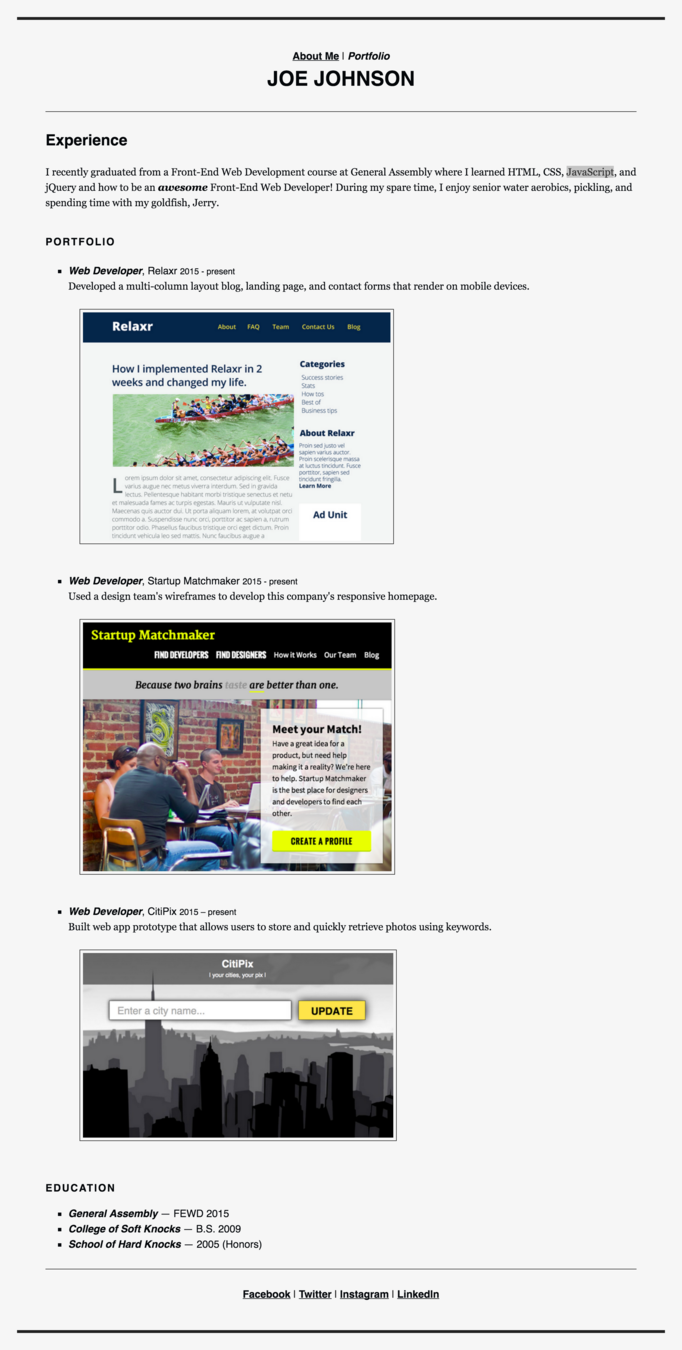 About Me | Portfolio
JOE JOHNSON
Experience
I recently graduated from a Front-End Web Development course at General Assembly where I learned HTML, CSS, JavaScript, and
jQuery and how to be an awesome Front-End Web Developer! During my spare time, I enjoy senior water aerobics, pickling, and
spending time with my goldfish, Jerry.
PORTFOLIO
Web Developer, Relaxr 2015 - present
Developed a multi-column layout blog, landing page, and contact forms that render on mobile devices.
Relaxr
About FAQ Team Contact Us Blog
How I implemented Relaxr in 2
weeks and changed my life.
Lorem ipsum dolor sit amet, consectetur adipiscing elit. Fusce
varius augue nec metus viverra interdum. Sed in gravida
lectus. Pellentesque habitant morbi tristique senectus et netu
et malesuada fames ac turpis egestas. Mauris ut vulputate nisl.
Maecenas quis auctor dui. Ut porta aliquam lorem, at volutpat orci
commodo a. Suspendisse nunc orci, porttitor ac sapien a, rutrum
porttitor odio. Phasellus faucibus tristique orci eget dictum. Proin
tincidunt vehicula leo sed mattis. Nunc faucibus augue a
Categories
Success stories
Stats
How tos
Best of
Business tips
About Relaxr
Proin sed justo vel
sapien varius auctor.
Proin scelerisque massa
at luctus tincidunt. Fusce
porttitor, sapien sed
tincidunt fringilla.
Learn More
Ad Unit
Web Developer, Startup Matchmaker 2015 - present
Used a design team's wireframes to develop this company's responsive homepage.
Startup Matchmaker
FIND DEVELOPERS FIND DESIGNERS How it Works Our Team Blog
Because two brains taste are better than one.
Meet your Match!
Have a great idea for a
product, but need help
making it a reality? We're here
to help. Startup Matchmaker
is the best place for designers
and developers to find each
other.
CREATE A PROFILE
Web Developer, CitiPix 2015 – present
Built web app prototype that allows users to store and quickly retrieve photos using keywords.
CitiPix
! your cities, your pix !
Enter a city name...
UPDATE
EDUCATION
General Assembly — FEWD 2015
College of Soft Knocks — B.S. 2009
School of Hard Knocks — 2005 (Honors)
Facebook | Twitter | Instagram | LinkedIn